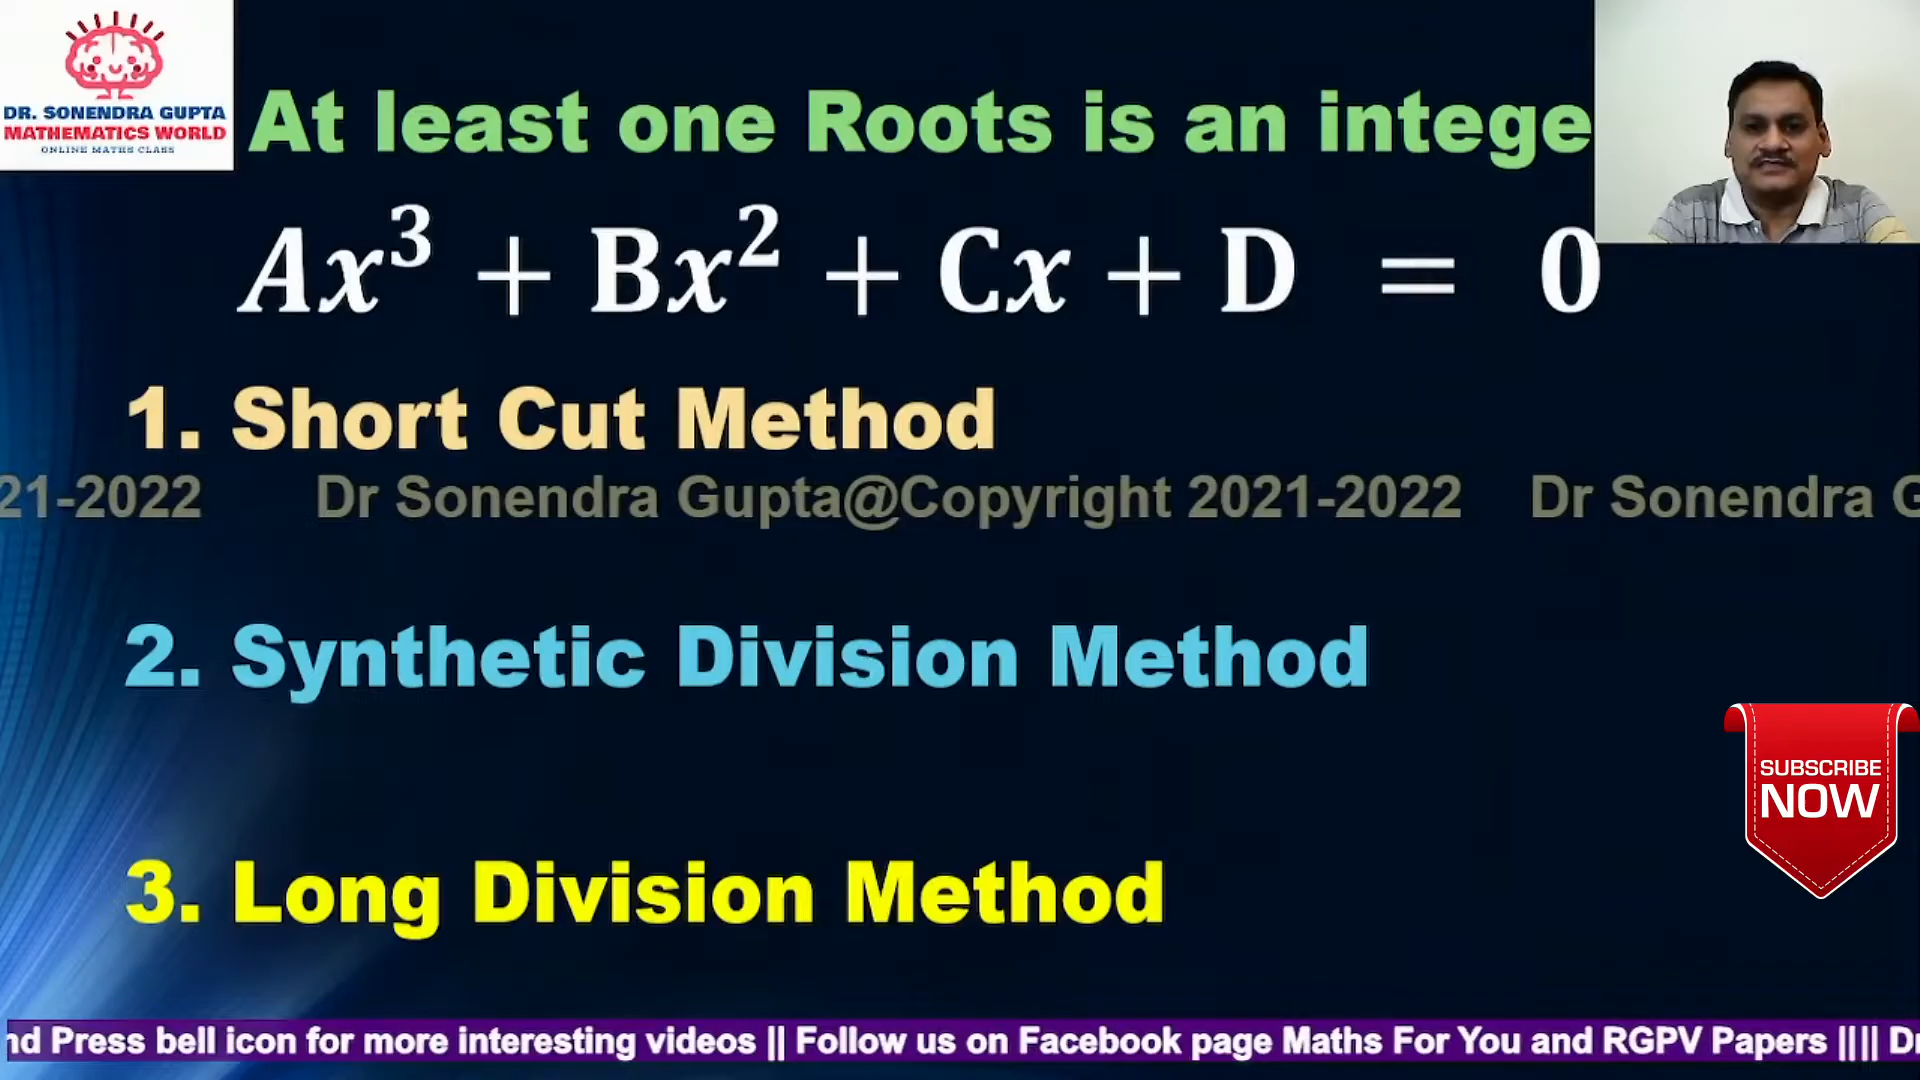 DR. SONENDRA GUPTA
MATHEMATICS WORLD
ONLINE MATHS CLASS
At least one Roots is an intege
Ax³ + Bx² + Cx + D = 0
1. Short Cut Method
21-2022 Dr Sonendra Gupta@Copyright 2021-2022 Dr Sonendra G
2. Synthetic Division Method
SUBSCRIBE
NOW
3. Long Division Method
nd Press bell icon for more interesting videos || Follow us on Facebook page Maths For You and RGPV Papers |||| Dr